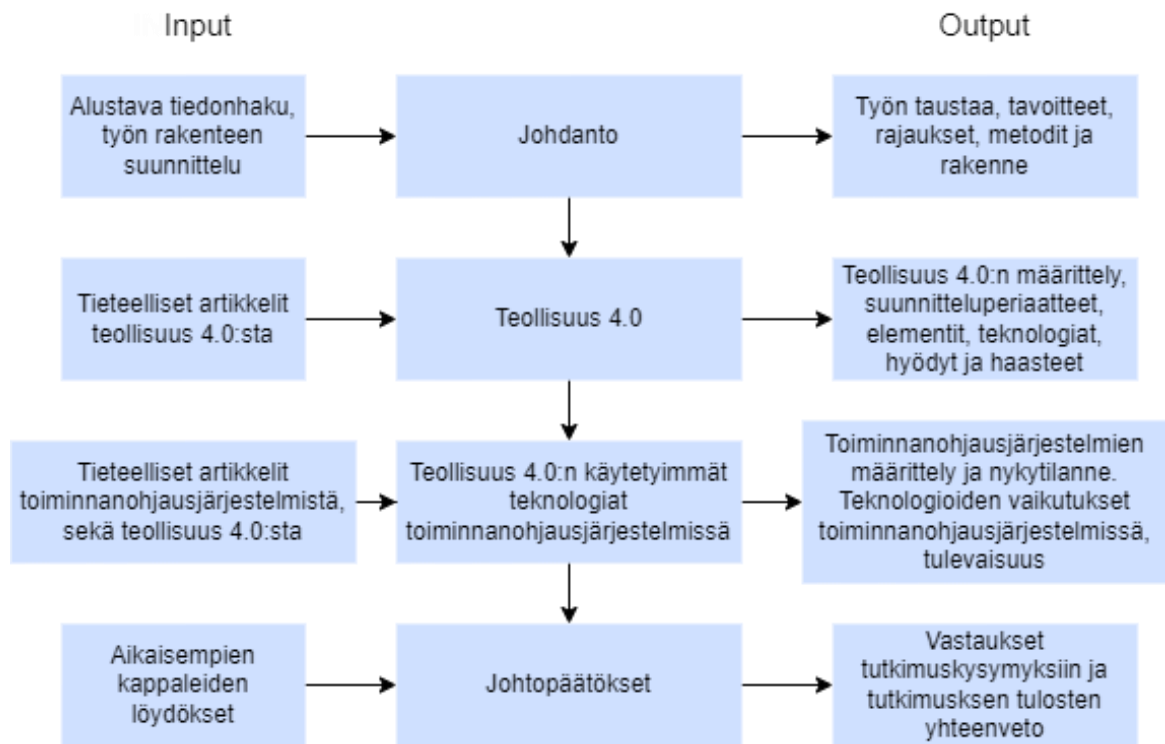 Input
Output
Alustava tiedonhaku,
työn rakenteen
suunnittelu
Johdanto
Työn taustaa, tavoitteet,
rajaukset, metodit ja
rakenne
Tieteelliset artikkelit
teollisuus 4.0:sta
Teollisuus 4.0
Teollisuus 4.0:n määrittely,
suunnitteluperiaatteet,
elementit, teknologiat,
hyödyt ja haasteet
Tieteelliset artikkelit
toiminnanohjausjärjestelmistä,
sekä teollisuus 4.0:sta
Teollisuus 4.0:n käytetyimmät
teknologiat
toiminnanohjausjärjestelmissä
Toiminnanohjausjärjestelmien
määrittely ja nykytilanne.
Teknologioiden vaikutukset
toiminnanohjausjärjestelmissä,
tulevaisuus
Aikaisempien
kappaleiden
löydökset
Johtopäätökset
Vastaukset
tutkimuskysymyksiin ja
tutkimusksen tulosten
yhteenveto